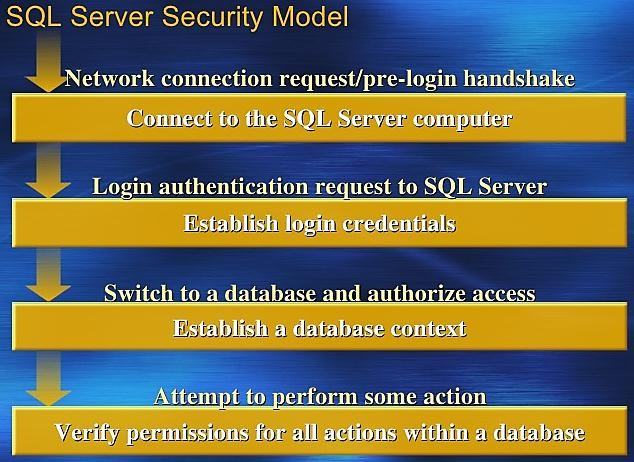 SQL Server Security Model
Network connection request/pre-login handshake
Connect to the SQL Server computer
Login authentication request to SQL Server
Establish login credentials
Switch to a database and authorize access
Establish a database context
Attempt to perform some action
Verify permissions for all actions within a database